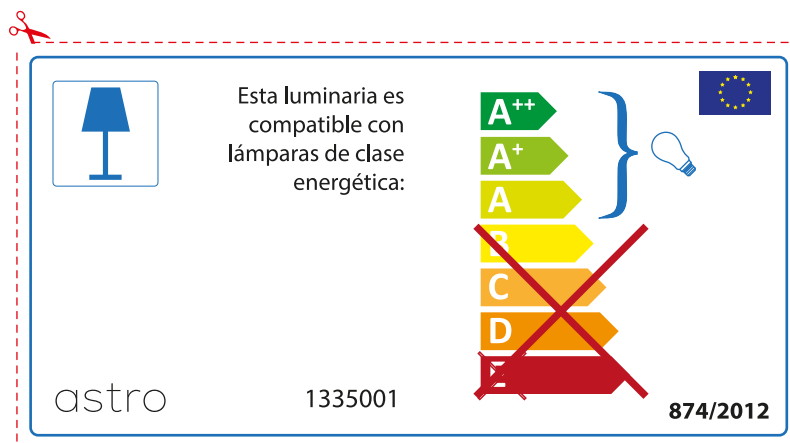 Esta luminaria es
compatible con
lámparas de clase
energética:
A++
A+
A
B
C
D
E
astro
1335001
874/2012